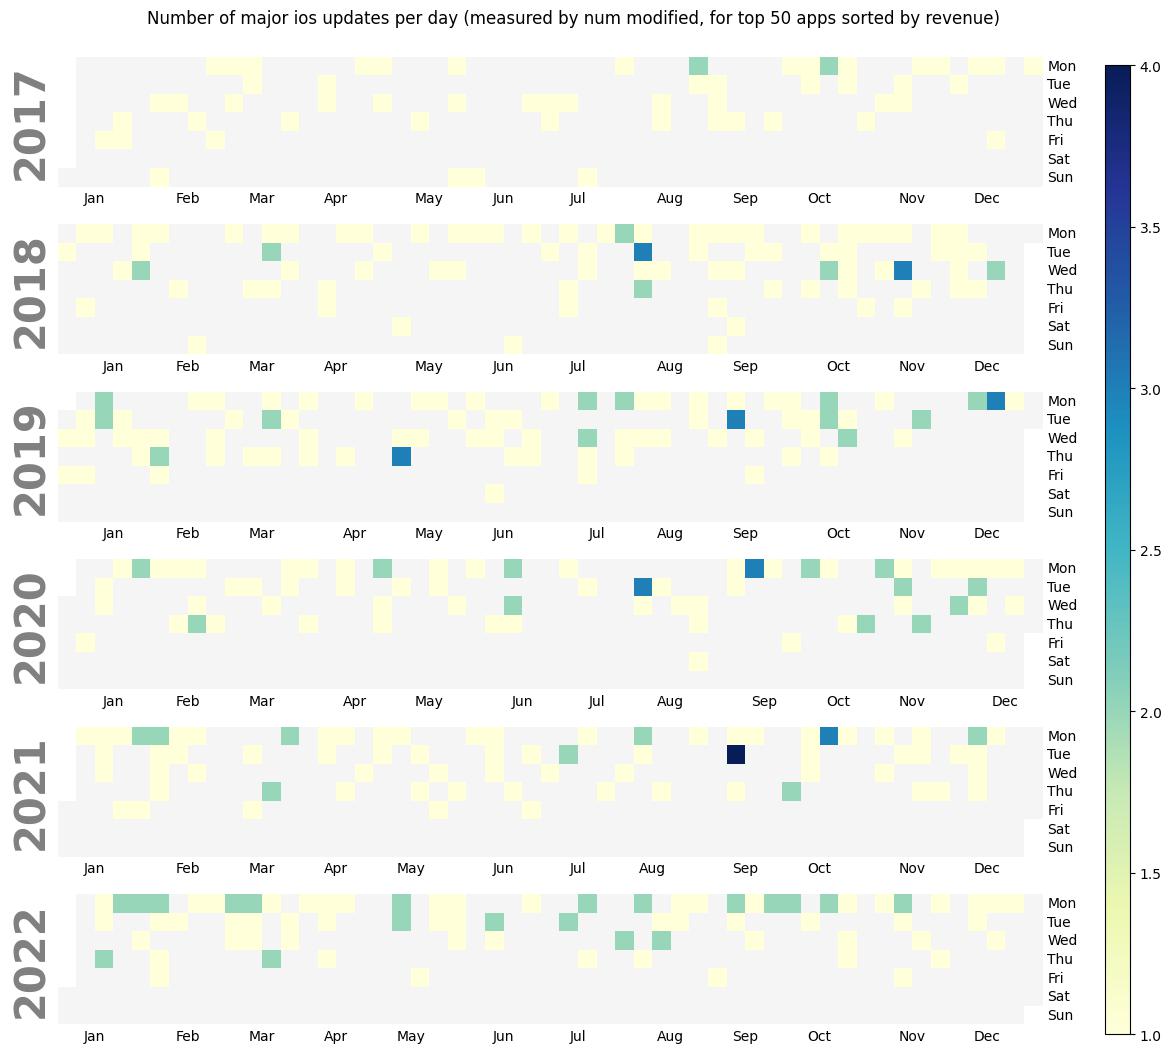 Number of major ios updates per day (measured by num modified, for top 50 apps sorted by revenue)
2017
Mon
Tue
Wed
Thu
Fri
Sat
Sun
Jan Feb Mar Apr May Jun Jul Aug Sep Oct Nov Dec
2018
Mon
Tue
Wed
Thu
Fri
Sat
Sun
Jan Feb Mar Apr May Jun Jul Aug Sep Oct Nov Dec
2019
Mon
Tue
Wed
Thu
Fri
Sat
Sun
Jan Feb Mar Apr May Jun Jul Aug Sep Oct Nov Dec
2020
Mon
Tue
Wed
Thu
Fri
Sat
Sun
Jan Feb Mar Apr May Jun Jul Aug Sep Oct Nov Dec
2021
Mon
Tue
Wed
Thu
Fri
Sat
Sun
Jan Feb Mar Apr May Jun Jul Aug Sep Oct Nov Dec
2022
Mon
Tue
Wed
Thu
Fri
Sat
Sun
Jan Feb Mar Apr May Jun Jul Aug Sep Oct Nov Dec
4.0
3.5
3.0
2.5
2.0
1.5
1.0